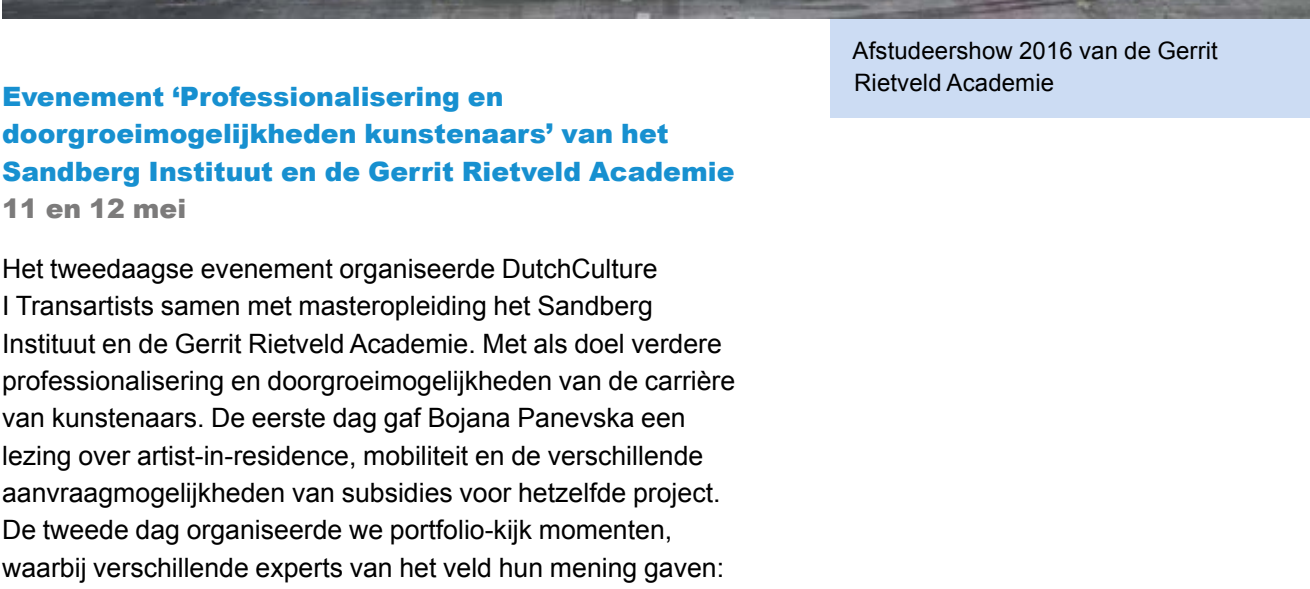 Afstudeershow 2016 van de Gerrit
Rietveld Academie
Evenement ‘Professionalisering en
doorgroeimogelijkheden kunstenaars’ van het
Sandberg Instituut en de Gerrit Rietveld Academie
11 en 12 mei
Het tweedaagse evenement organiseerde DutchCulture
I Transartists samen met masteropleiding het Sandberg
Instituut en de Gerrit Rietveld Academie. Met als doel verdere
professionalisering en doorgroeimogelijkheden van de carrière
van kunstenaars. De eerste dag gaf Bojana Panevska een
lezing over artist-in-residence, mobiliteit en de verschillende
aanvraagmogelijkheden van subsidies voor hetzelfde project.
De tweede dag organiseerde we portfolio-kijk momenten,
waarbij verschillende experts van het veld hun mening gaven: